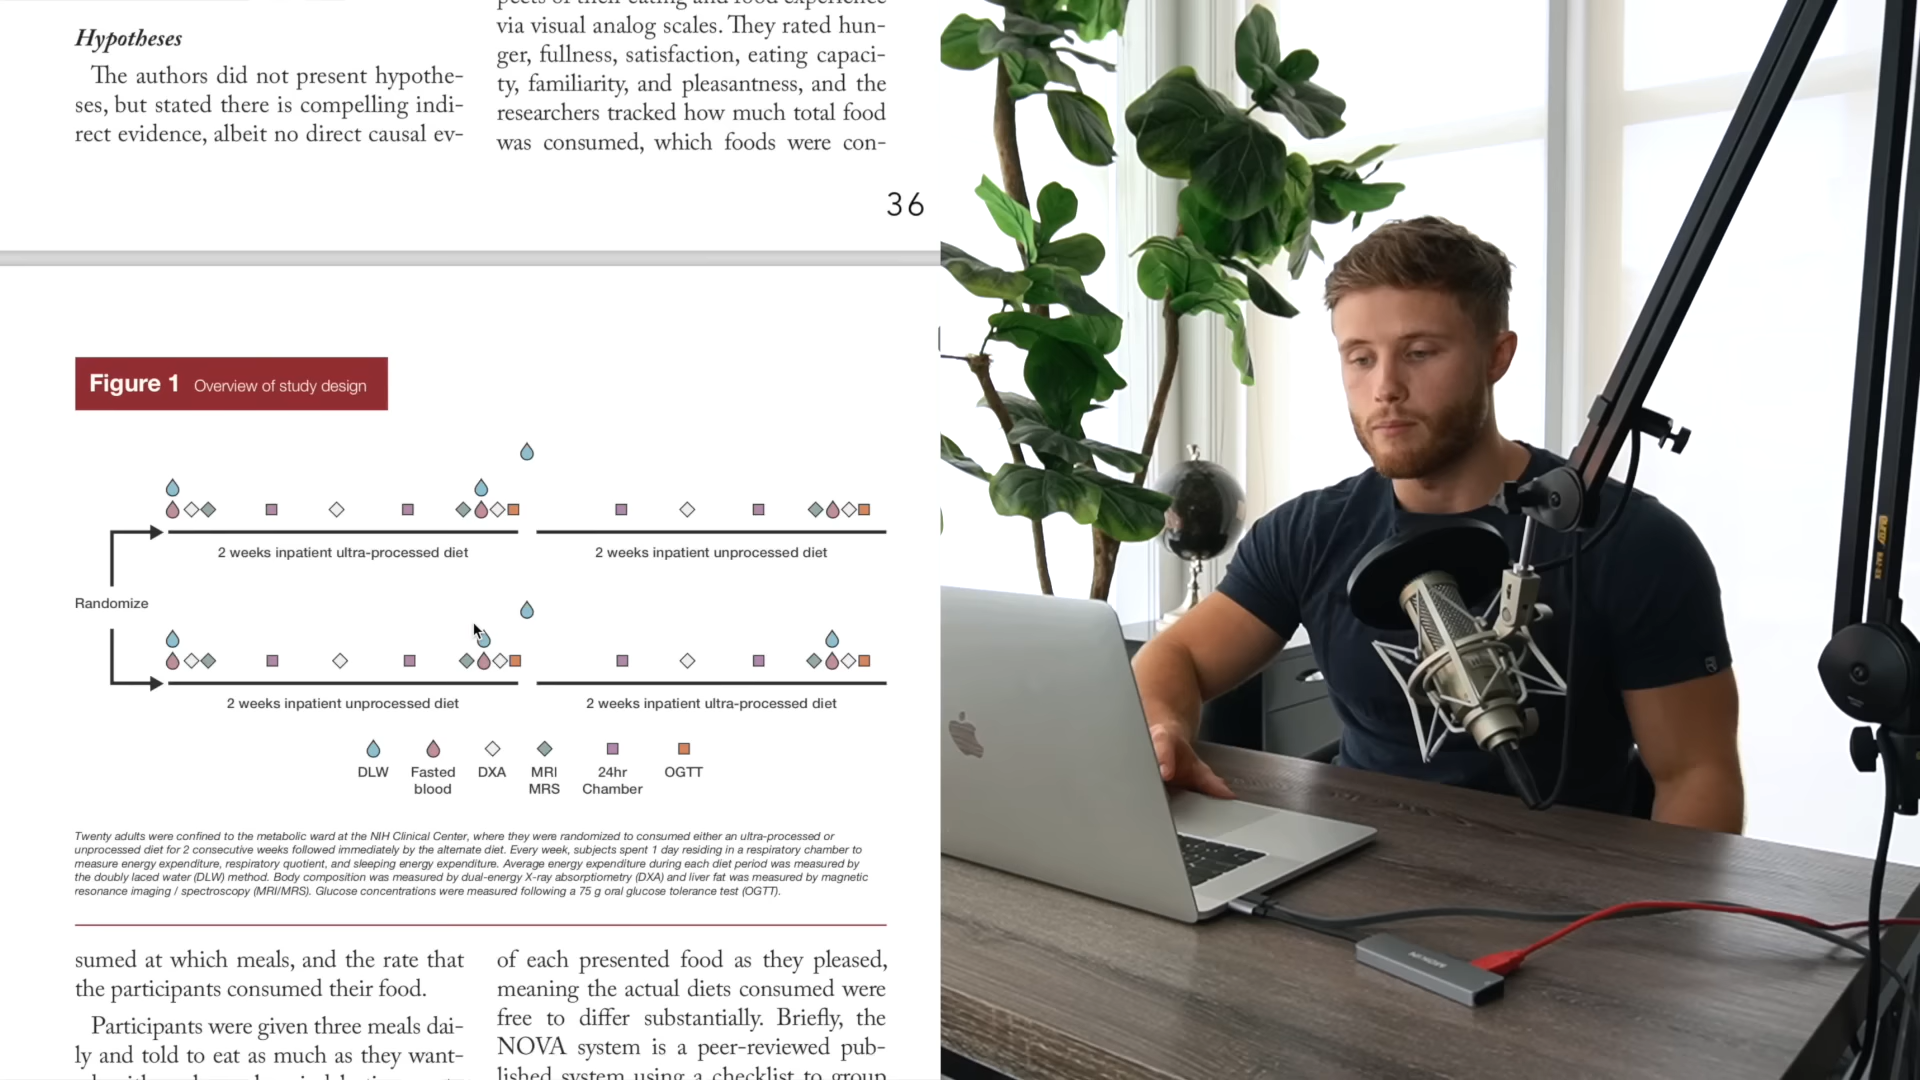 Hypotheses
The authors did not present hypothe-
ses, but stated there is compelling indi-
rect evidence, albeit no direct causal ev-
via visual analog scales. They rated hun-
ger, fullness, satisfaction, eating capaci-
ty, familiarity, and pleasantness, and the
researchers tracked how much total food
was consumed, which foods were con-
36
Figure 1 Overview of study design
2 weeks inpatient ultra-processed diet
2 weeks inpatient unprocessed diet
Randomize
2 weeks inpatient unprocessed diet
2 weeks inpatient ultra-processed diet
DLW
Fasted
blood
DXA
MRI
MRS
24hr
Chamber
OGTT
Twenty adults were confined to the metabolic ward at the NIH Clinical Center, where they were randomized to consumed either an ultra-processed or
unprocessed diet for 2 consecutive weeks followed immediately by the alternate diet. Every week, subjects spent 1 day residing in a respiratory chamber to
measure energy expenditure, respiratory quotient, and sleeping energy expenditure. Average energy expenditure during each diet period was measured by
the doubly laced water (DLW) method. Body composition was measured by dual-energy X-ray absorptiometry (DXA) and liver fat was measured by magnetic
resonance imaging / spectroscopy (MRI/MRS). Glucose concentrations were measured following a 75 g oral glucose tolerance test (OGTT).
sumed at which meals, and the rate that
the participants consumed their food.
Participants were given three meals dai-
ly and told to eat as much as they want-
of each presented food as they pleased,
meaning the actual diets consumed were
free to differ substantially. Briefly, the
NOVA system is a peer-reviewed pub-
lished system using a checklist to group